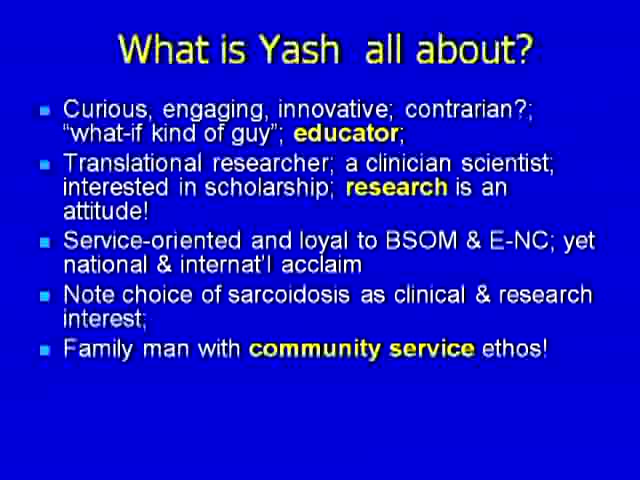 What is Yash all about?
Curious, engaging, innovative; contrarian?;
“what-if kind of guy”; educator;
Translational researcher; a clinician scientist;
interested in scholarship; research is an
attitude!
Service-oriented and loyal to BSOM & E-NC; yet
national & internat’l acclaim
Note choice of sarcoidosis as clinical & research
interest;
Family man with community service ethos!